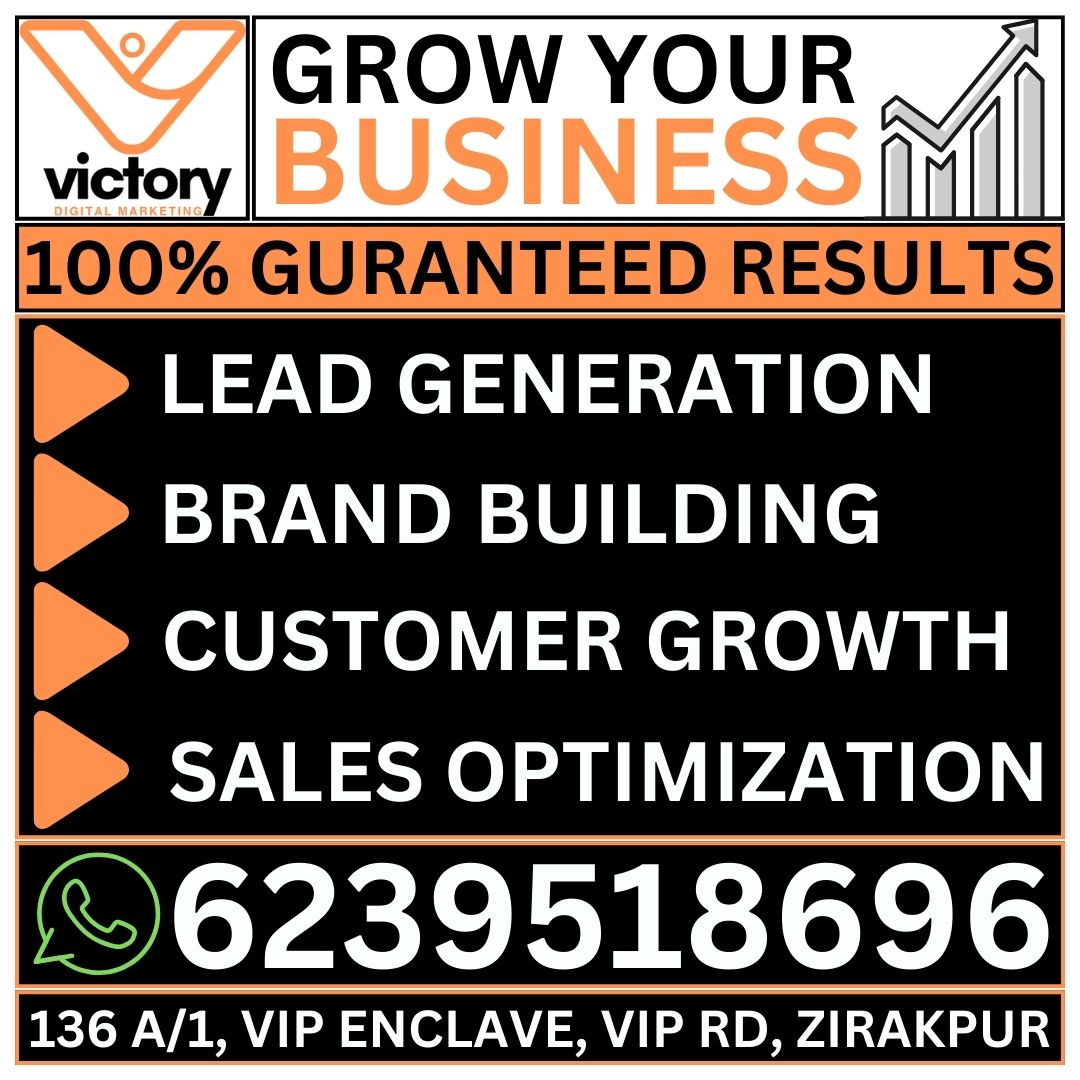 victory
DIGITAL MARKETING
GROW YOUR
BUSINESS
100% GURANTEED RESULTS
LEAD GENERATION
BRAND BUILDING
CUSTOMER GROWTH
SALES OPTIMIZATION
6239518696
136 A/1, VIP ENCLAVE, VIP RD, ZIRAKPUR